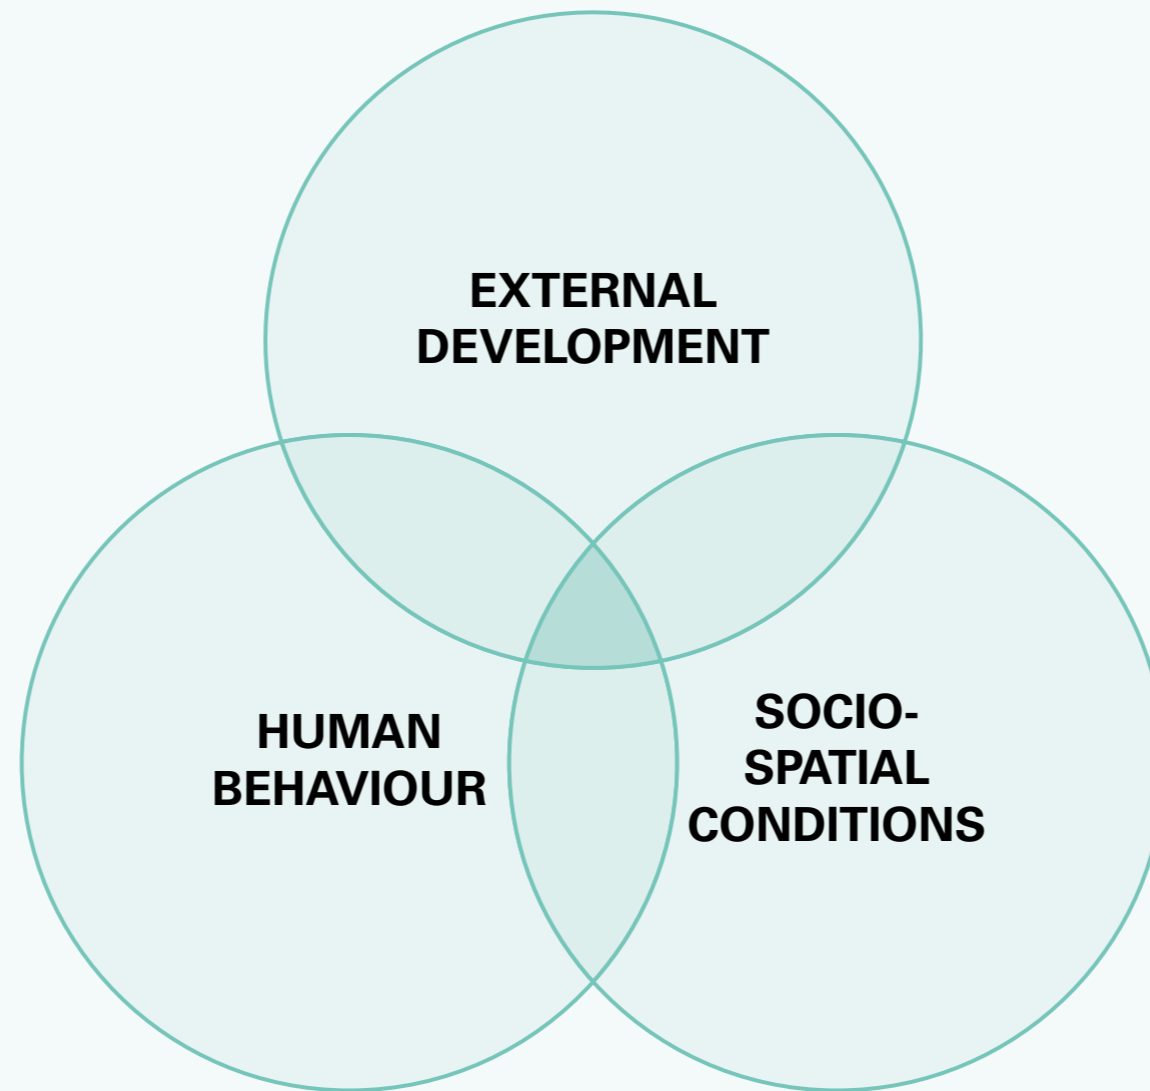 EXTERNAL
DEVELOPMENT
HUMAN
BEHAVIOUR
SOCIO-
SPATIAL
CONDITIONS